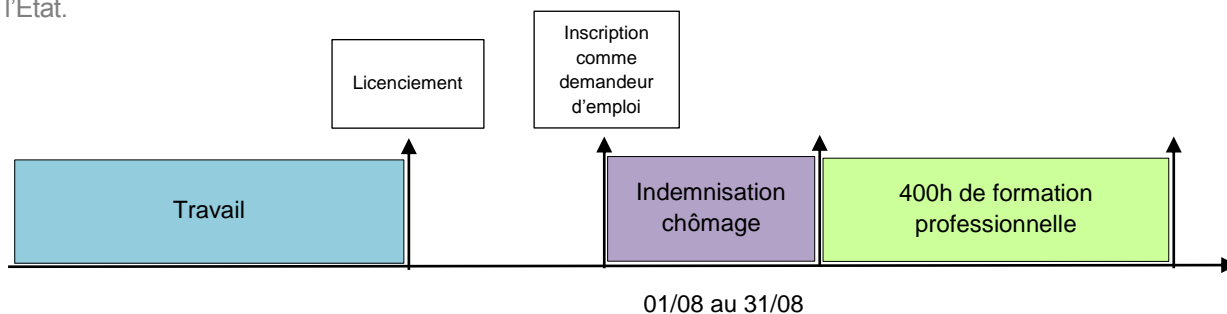 l'Etat.
Inscription
comme
demandeur
d'emploi
Licenciement
Travail
Indemnisation
chômage
400h de formation
professionnelle
01/08 au 31/08